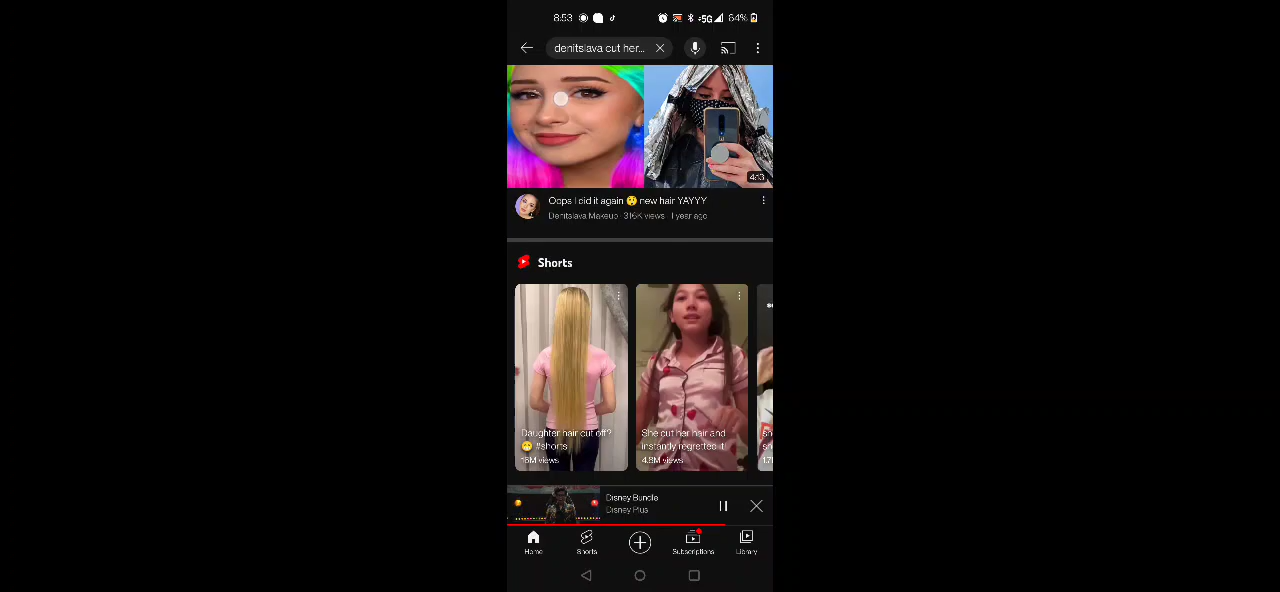 8:53
5G 64%
denitslava cut her...
4:13
Oops I did it again 😲 new hair YAYYY
Denitslava Makeup · 316K views · 1 year ago
Shorts
Daughter hair cut off?
😬 #shorts
16M views
She cut her hair and
instantly regretted it!
4.8M views
Disney Bundle
Disney Plus
Home
Shorts
Subscriptions
Library